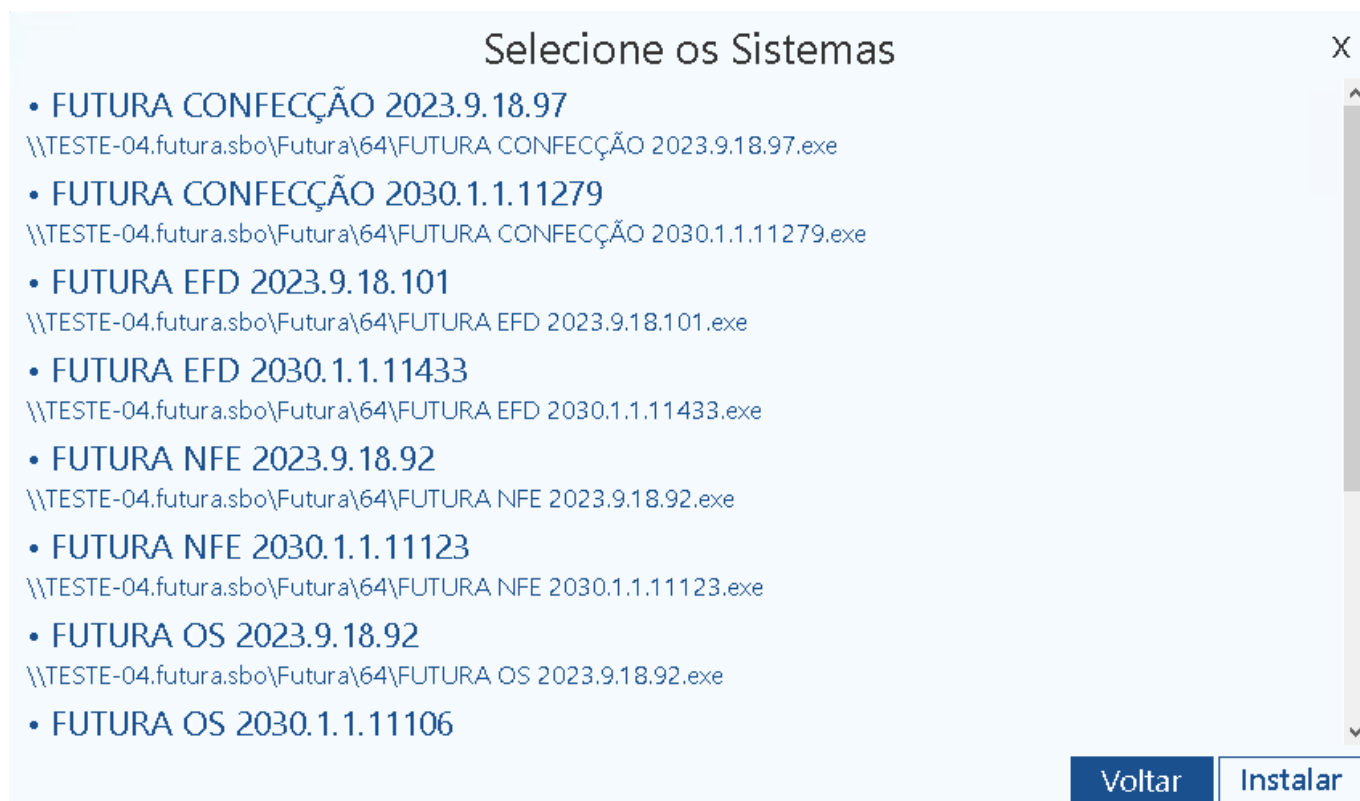 Selecione os Sistemas
X
• FUTURA CONFECÇÃO 2023.9.18.97
\\TESTE-04.futura.sbo\Futura\64\FUTURA CONFECÇÃO 2023.9.18.97.exe
• FUTURA CONFECÇÃO 2030.1.1.11279
\\TESTE-04.futura.sbo\Futura\64\FUTURA CONFECÇÃO 2030.1.1.11279.exe
• FUTURA EFD 2023.9.18.101
\\TESTE-04.futura.sbo\Futura\64\FUTURA EFD 2023.9.18.101.exe
• FUTURA EFD 2030.1.1.11433
\\TESTE-04.futura.sbo\Futura\64\FUTURA EFD 2030.1.1.11433.exe
• FUTURA NFE 2023.9.18.92
\\TESTE-04.futura.sbo\Futura\64\FUTURA NFE 2023.9.18.92.exe
• FUTURA NFE 2030.1.1.11123
\\TESTE-04.futura.sbo\Futura\64\FUTURA NFE 2030.1.1.11123.exe
• FUTURA OS 2023.9.18.92
\\TESTE-04.futura.sbo\Futura\64\FUTURA OS 2023.9.18.92.exe
• FUTURA OS 2030.1.1.11106
Voltar Instalar